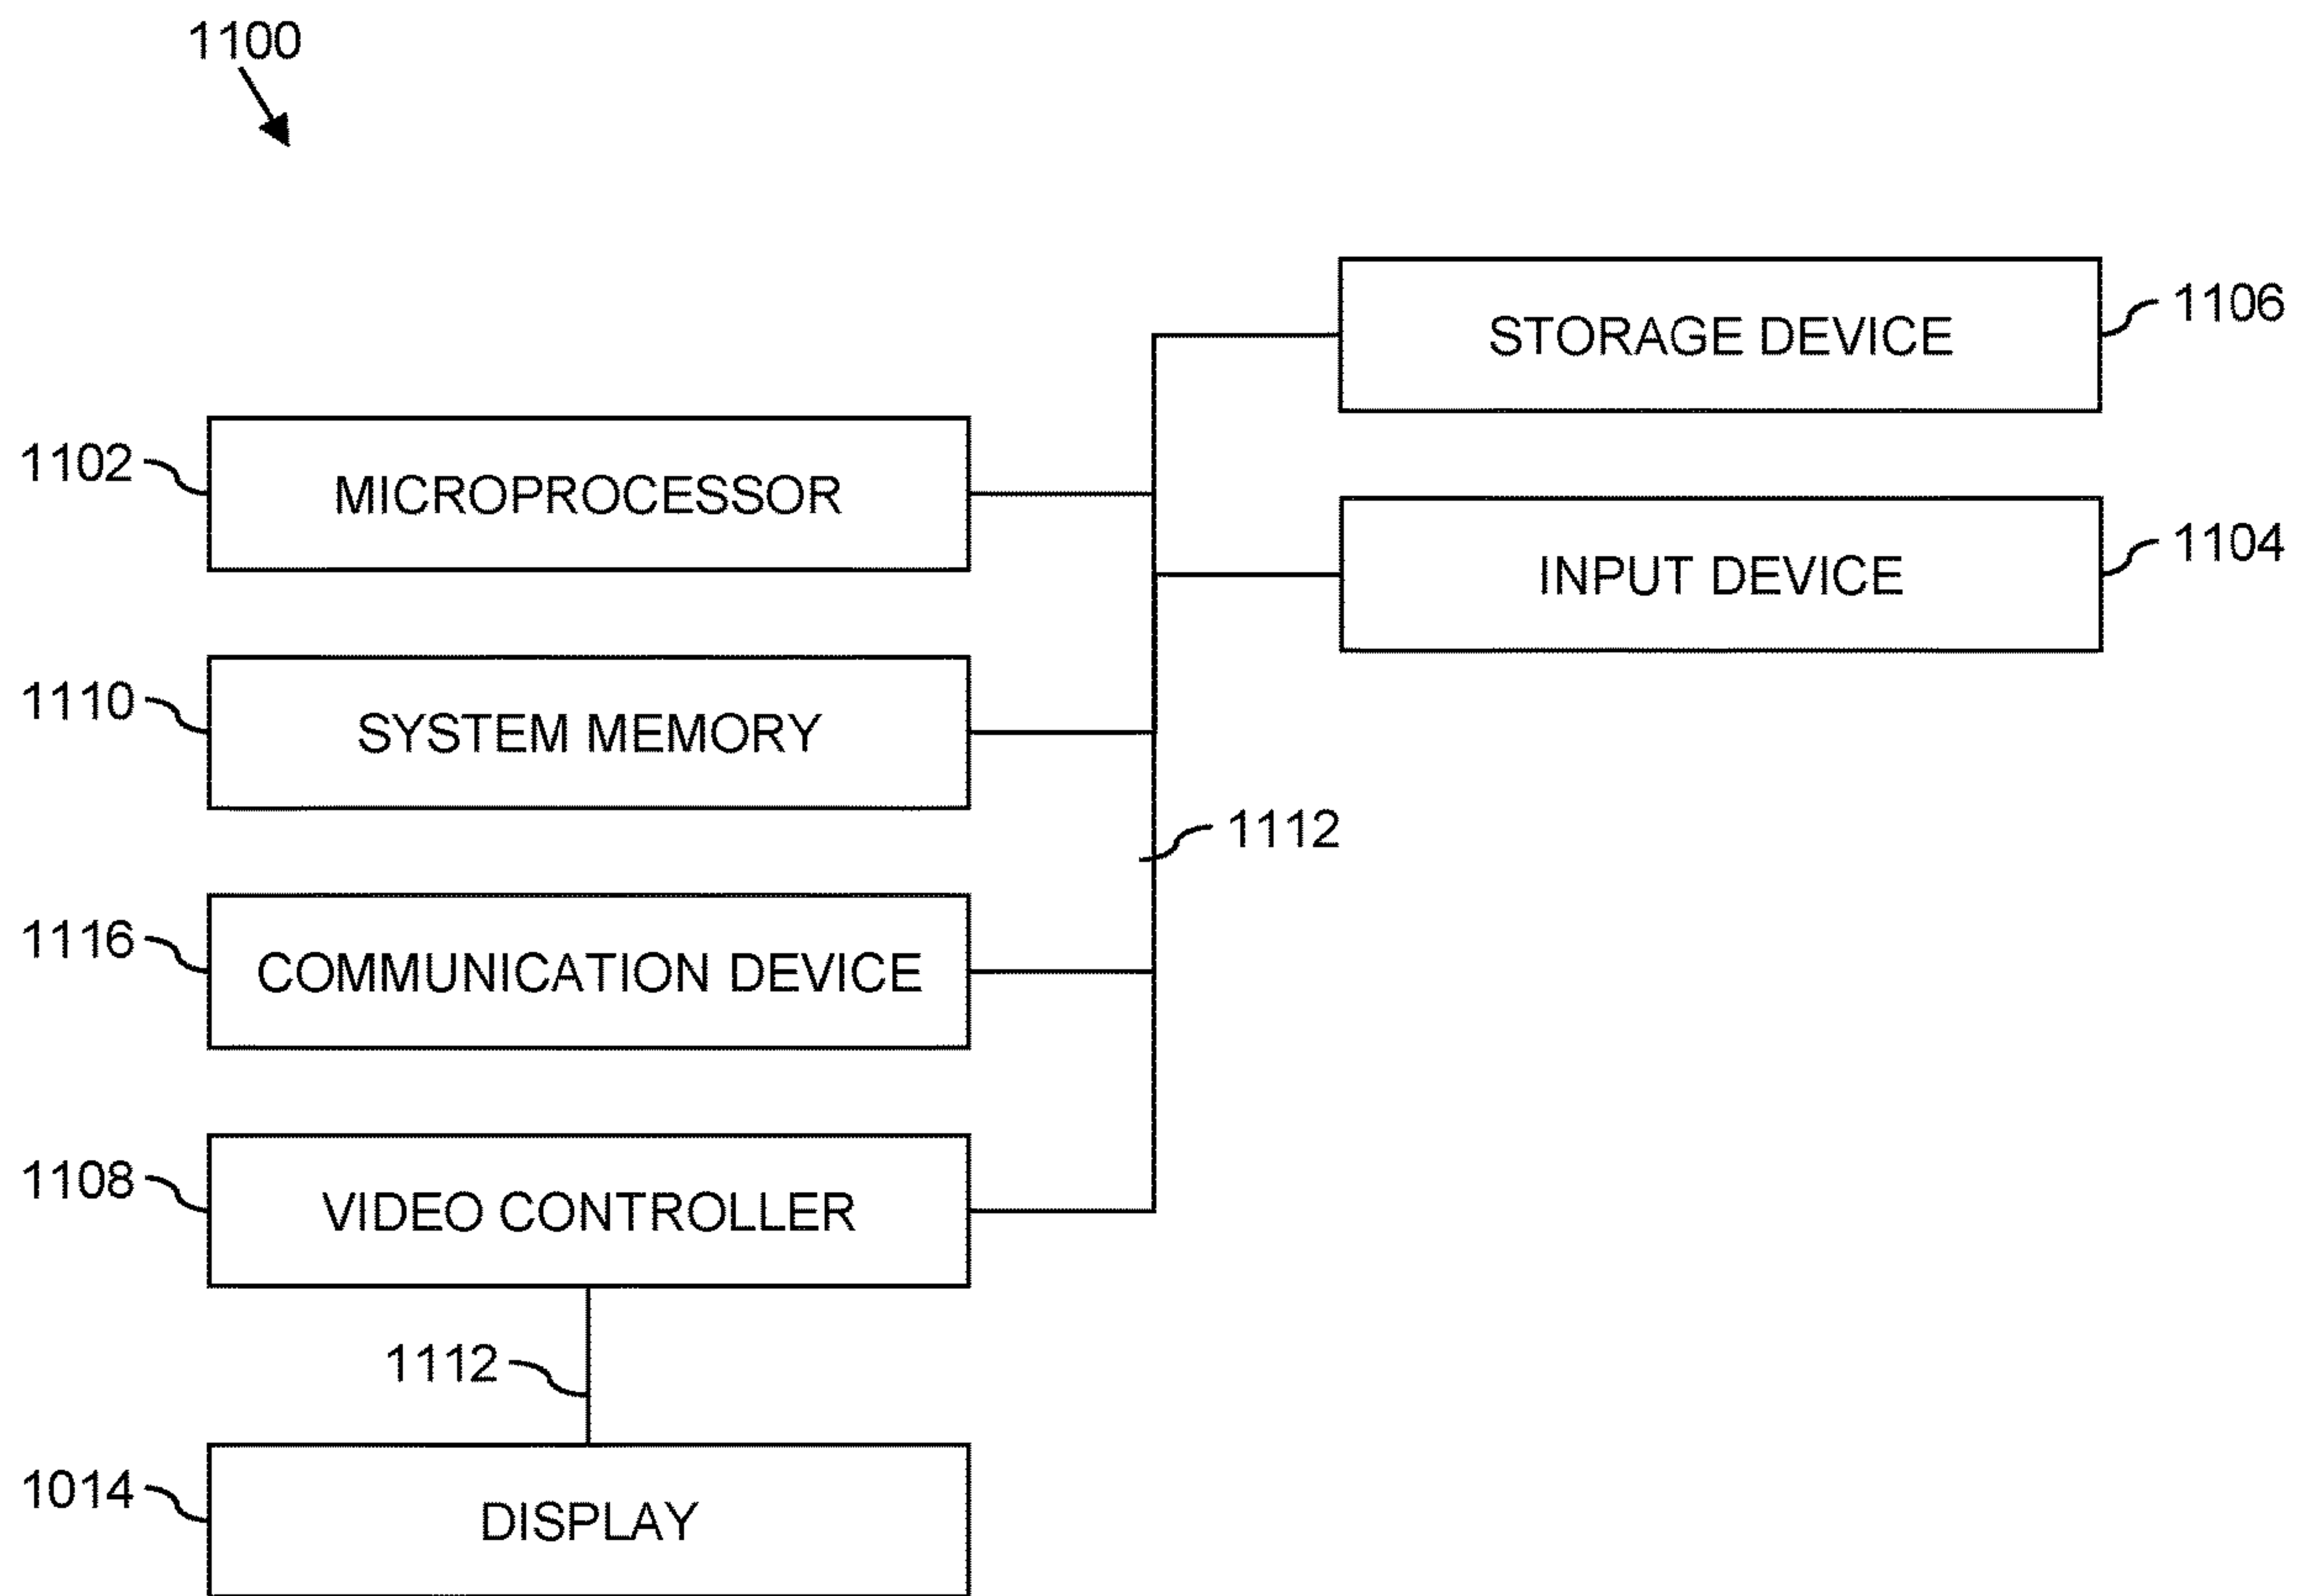 1100
STORAGE DEVICE
1106
1102
MICROPROCESSOR
INPUT DEVICE
1104
1110
SYSTEM MEMORY
1112
1116
COMMUNICATION DEVICE
1108
VIDEO CONTROLLER
1112
1014
DISPLAY